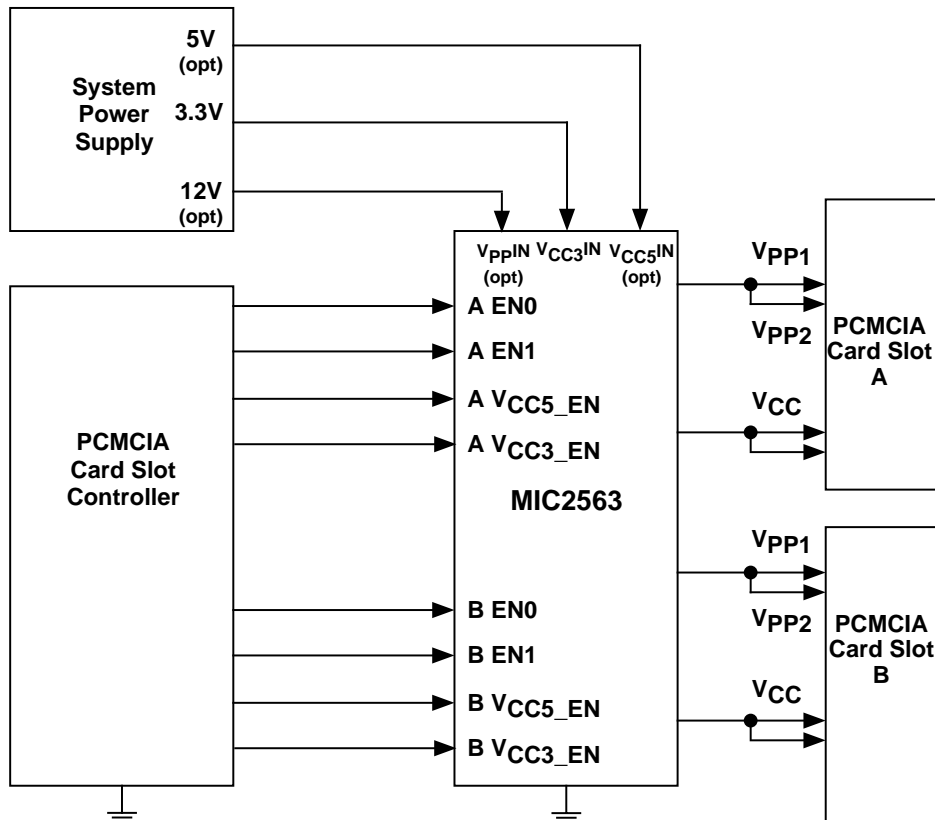 5V
(opt)
System
Power
Supply
3.3V
12V
(opt)
VPPIN
(opt)
VCC3IN
VCC5IN
(opt)
PCMCIA
Card Slot
Controller
A EN0
A EN1
A VCC5_EN
A VCC3_EN
MIC2563
B EN0
B EN1
B VCC5_EN
B VCC3_EN
VPP1
VPP2
VCC
PCMCIA
Card Slot
A
VPP1
VPP2
VCC
PCMCIA
Card Slot
B